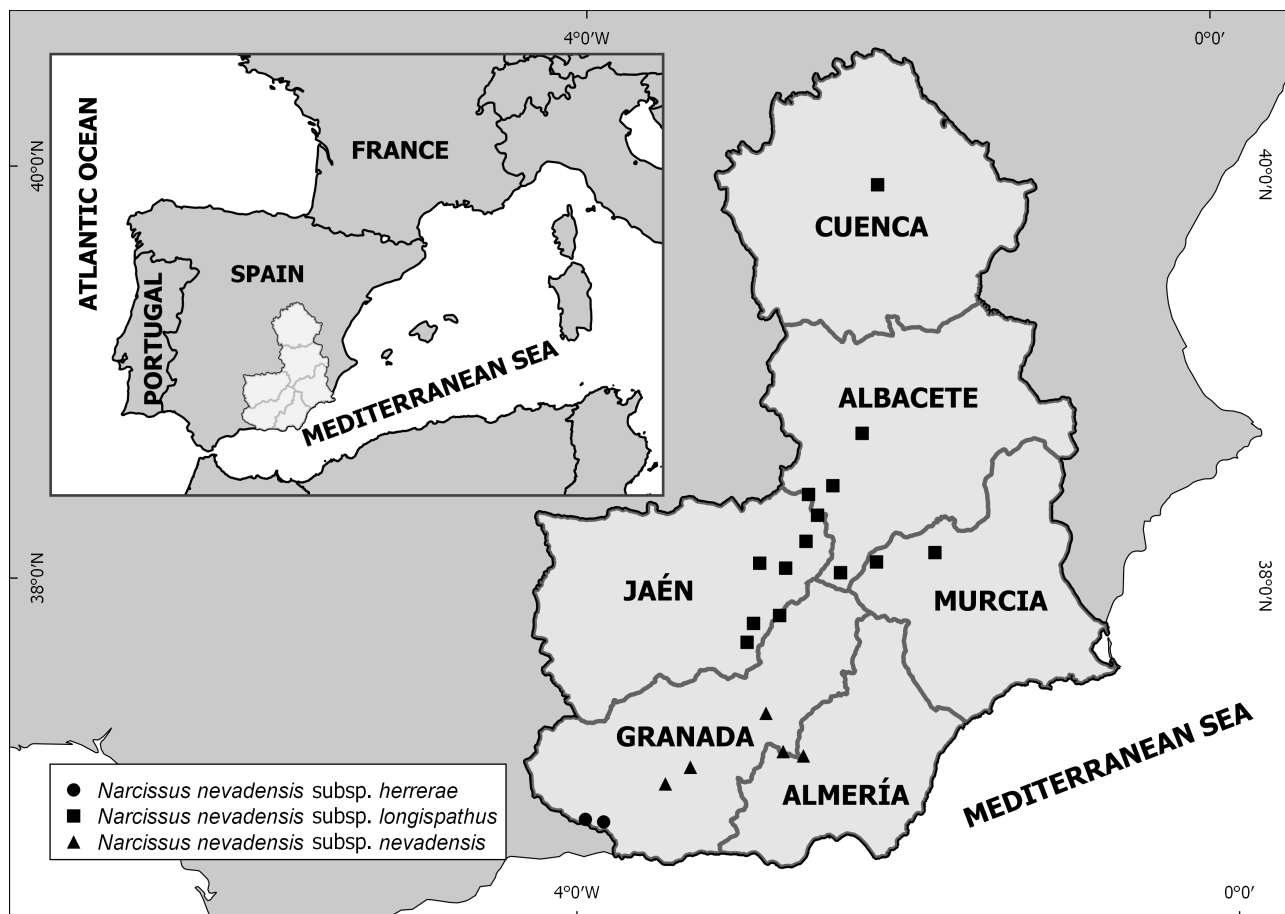 4°0'W
0°0'
40°0'N
40°0'N
ATLANTIC OCEAN
FRANCE
SPAIN
PORTUGAL
MEDITERRANEAN SEA
CUENCA
ALBACETE
JAÉN
MURCIA
38°0'N
38°0'N
GRANADA
ALMERÍA
MEDITERRANEAN SEA
Narcissus nevadensis subsp. herrerae
Narcissus nevadensis subsp. longispathus
Narcissus nevadensis subsp. nevadensis
4°0'W
0°0'